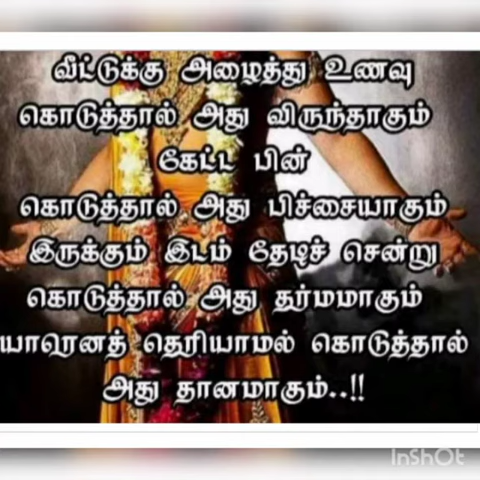 வீட்டுக்கு அழைத்து உணவு
கொடுத்தால் அது விருந்தாகும்
கேட்ட பின்
கொடுத்தால் அது பிச்சையாகும்
இருக்கும் இடம் தேடிச் சென்று
கொடுத்தால் அது தர்மமாகும்
யாரெனத் தெரியாமல் கொடுத்தால்
அது தானமாகும்..!!
InShOt